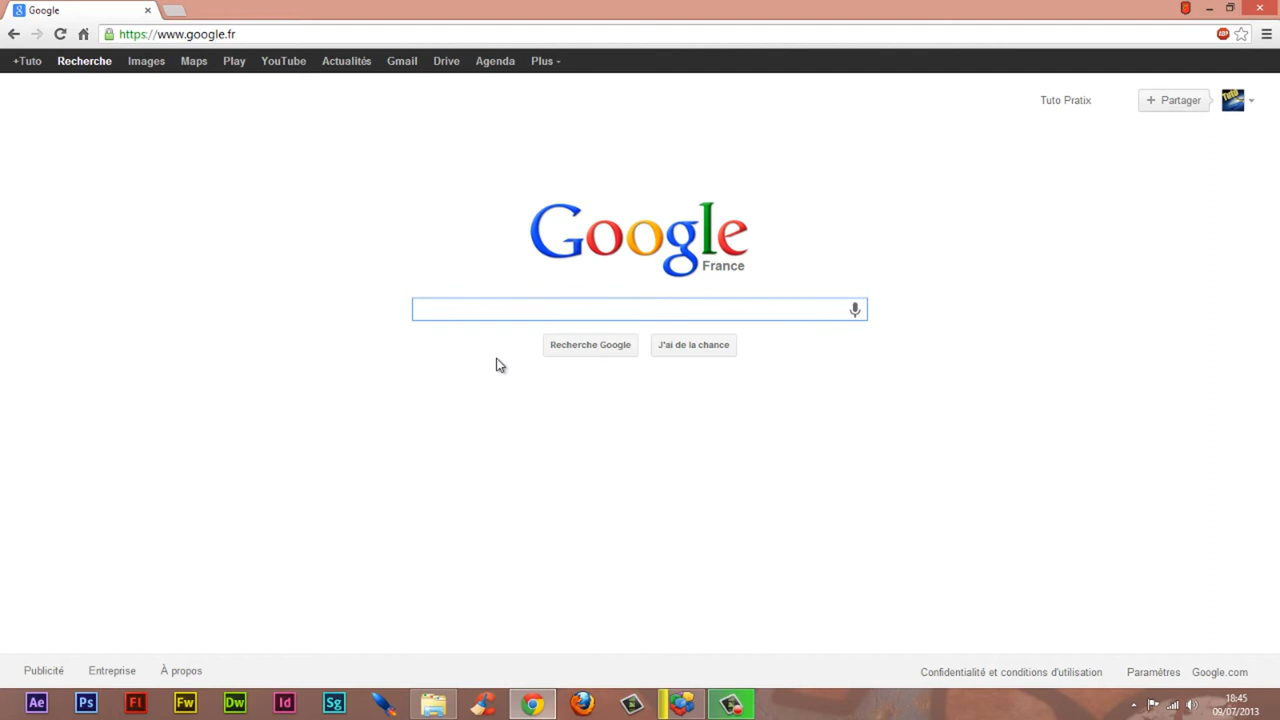 Google
https://www.google.fr
+Tuto Recherche Images Maps Play YouTube Actualités Gmail Drive Agenda Plus
Tuto Pratix
+ Partager
Tuto
Google
France
Recherche Google
J'ai de la chance
Publicité Entreprise À propos
Confidentialité et conditions d'utilisation Paramètres Google.com
Ae Ps Fl Fw Dw Id Sg
18:45
09/07/2013